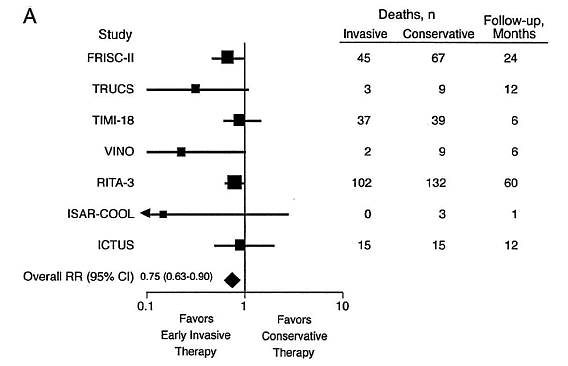 A
Deaths, n
Follow-up,
Months
Study
Invasive
Conservative
FRISC-II 45 67 24
TRUCS 3 9 12
TIMI-18 37 39 6
VINO 2 9 6
RITA-3 102 132 60
ISAR-COOL 0 3 1
ICTUS 15 15 12
Overall RR (95% CI) 0.75 (0.63-0.90)
0.1 1 10
Favors
Early Invasive
Therapy
Favors
Conservative
Therapy